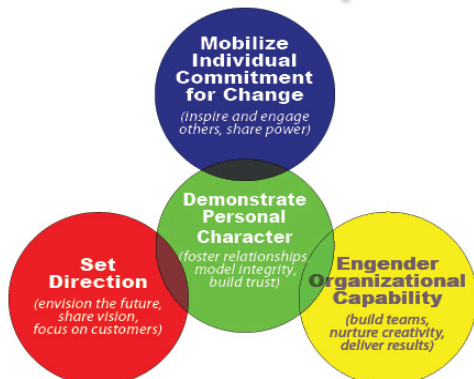 Mobilize
Individual
Commitment
for Change
(inspire and engage
others, share power)
Demonstrate
Personal
Character
(foster relationships,
model integrity,
build trust)
Set
Direction
(envision the future,
share vision,
focus on customers)
Engender
Organizational
Capability
(build teams,
nurture creativity,
deliver results)